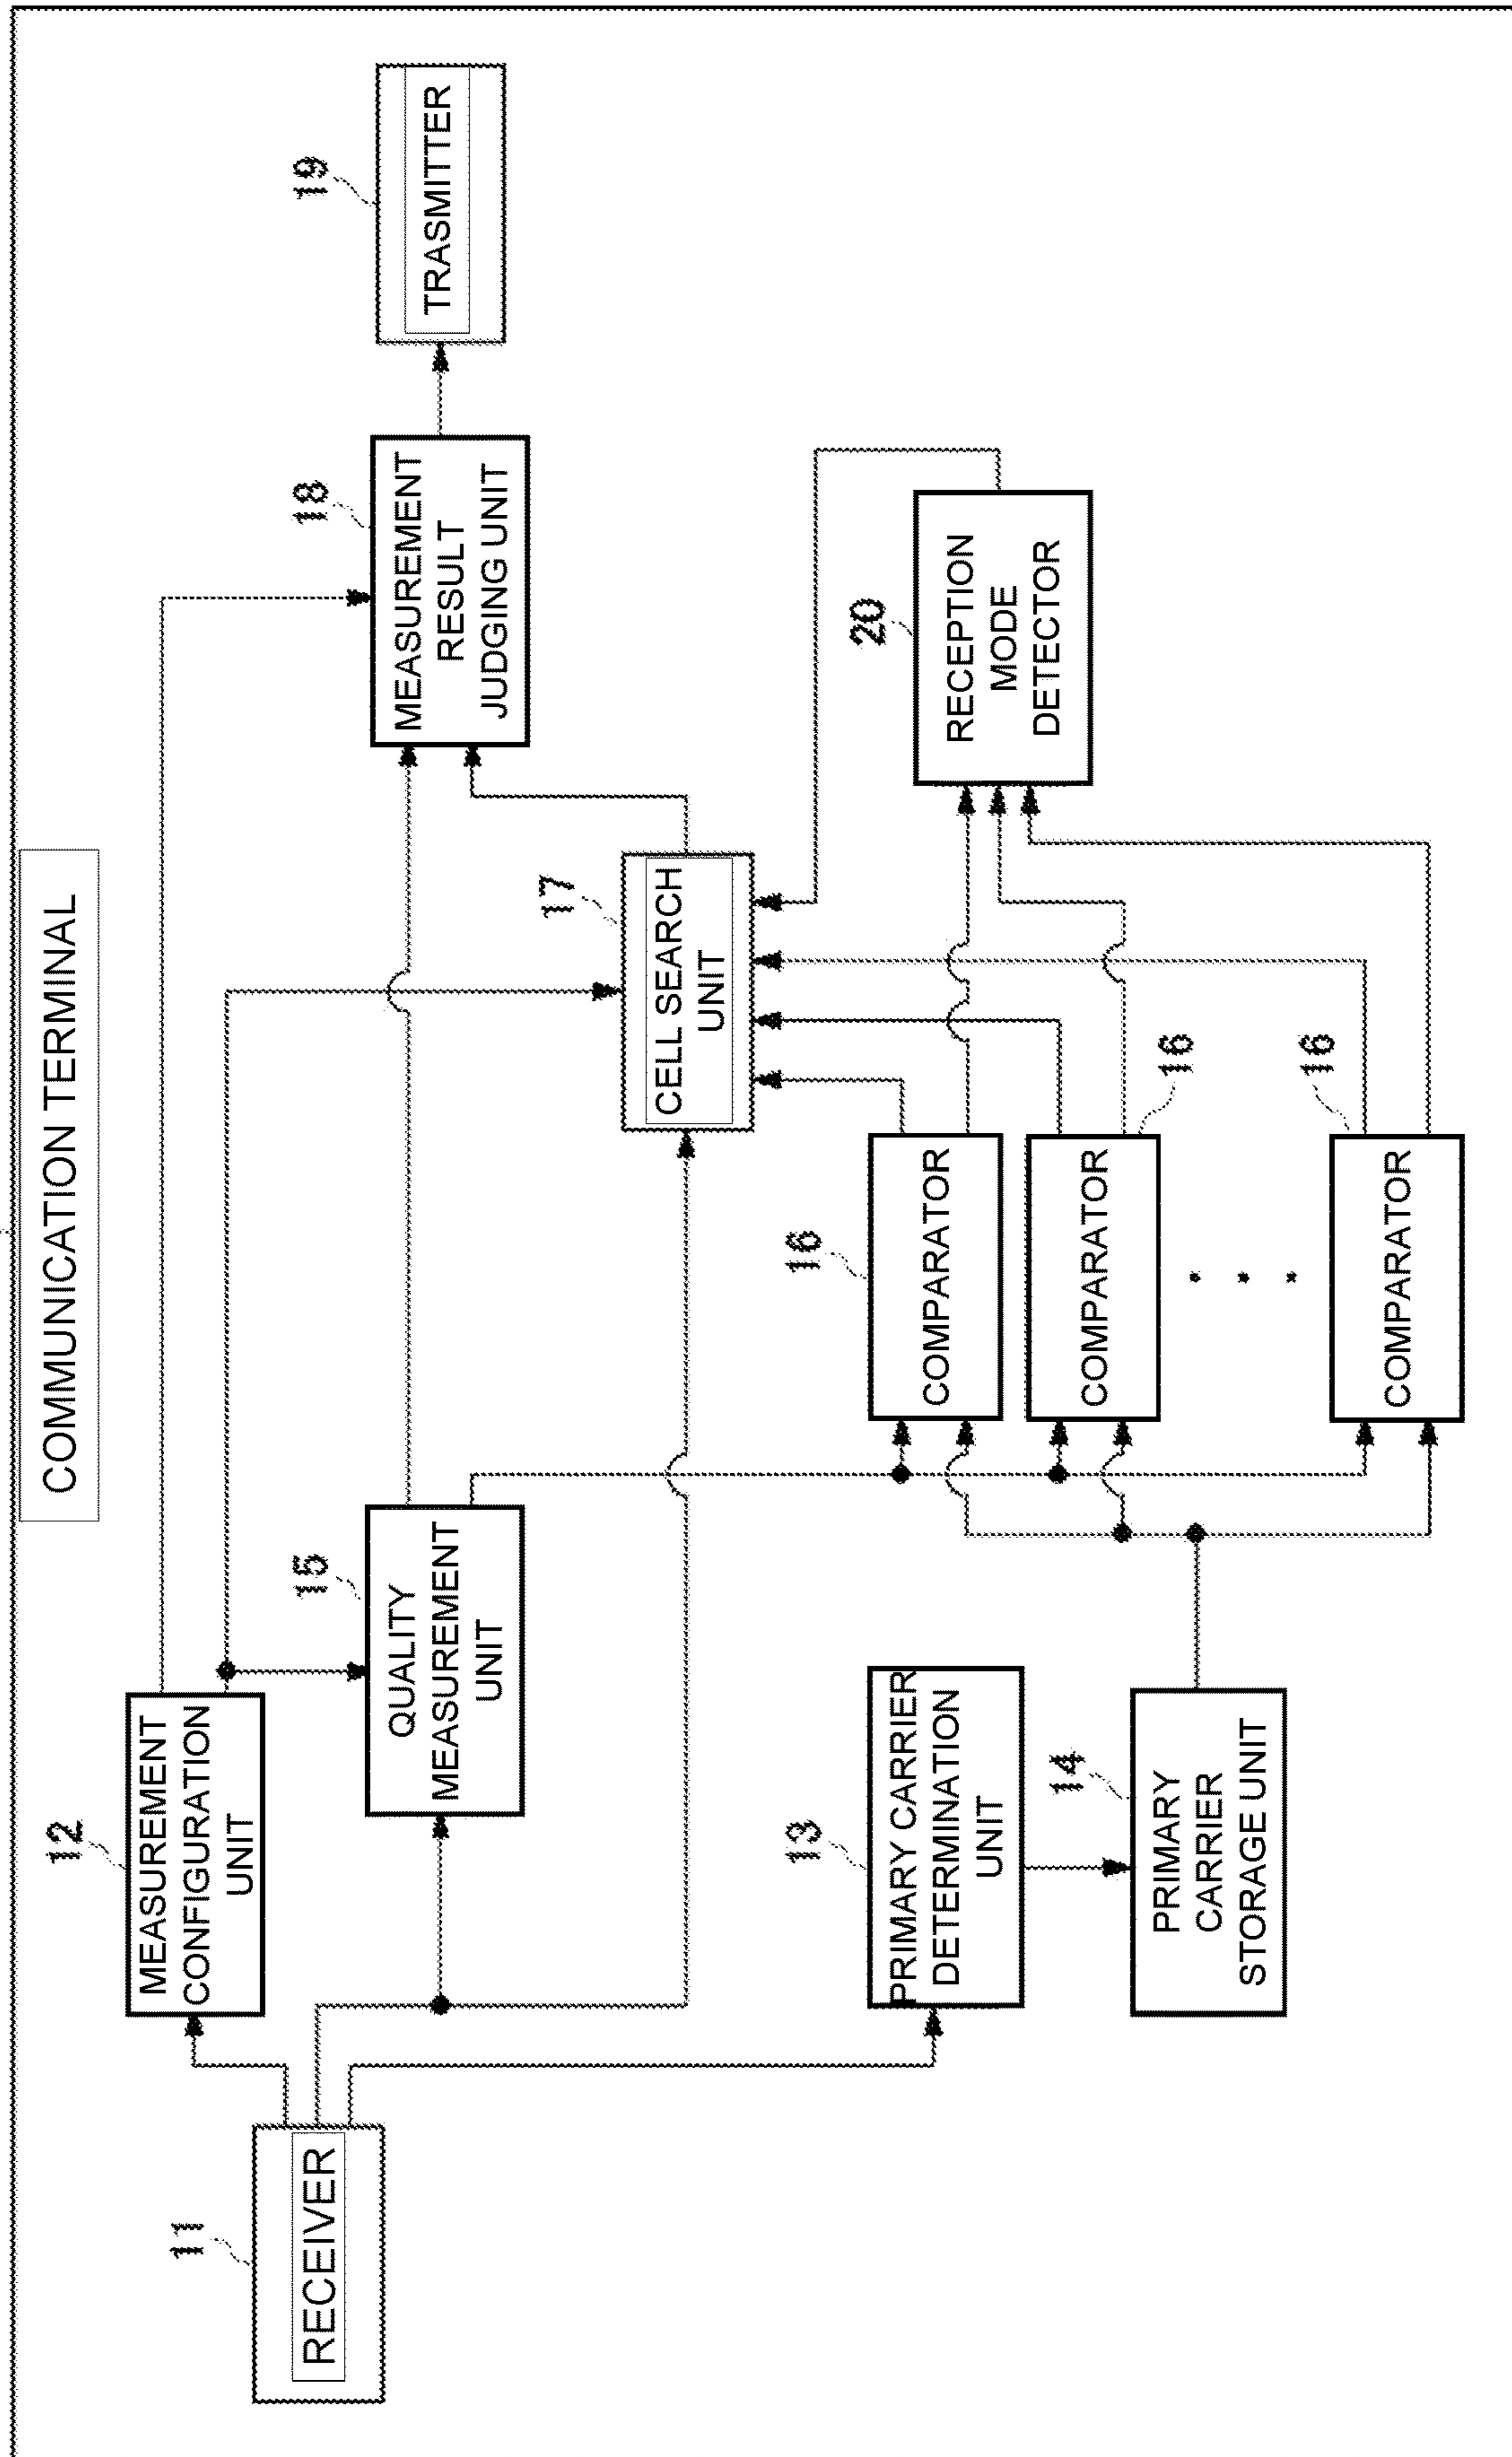 COMMUNICATION TERMINAL
11
RECEIVER
12
MEASUREMENT
CONFIGURATION
UNIT
15
QUALITY
MEASUREMENT
UNIT
13
PRIMARY CARRIER
DETERMINATION
UNIT
14
PRIMARY
CARRIER
STORAGE UNIT
16
COMPARATOR
16
COMPARATOR
16
COMPARATOR
17
CELL SEARCH
UNIT
18
MEASUREMENT
RESULT
JUDGING UNIT
19
TRASMITTER
20
RECEPTION
MODE
DETECTOR